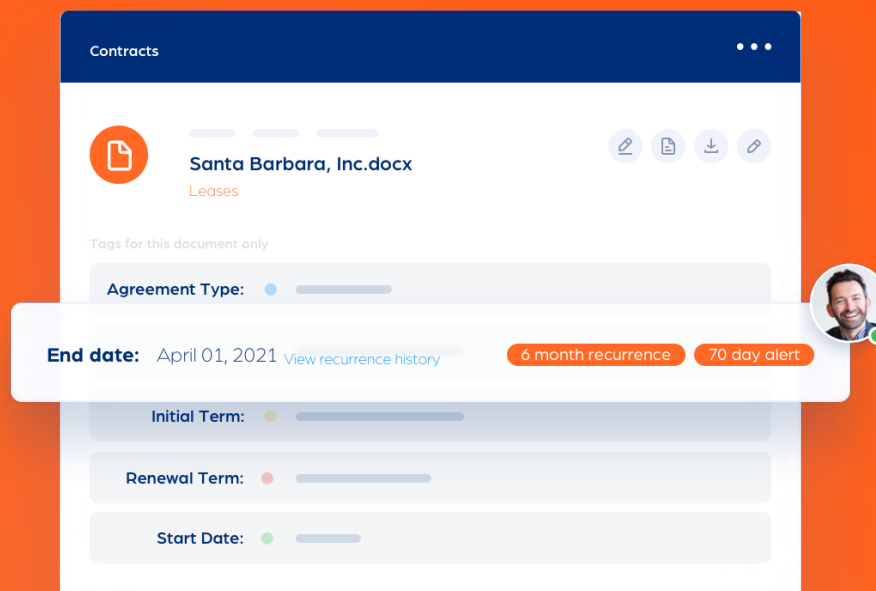 Contracts
Santa Barbara, Inc.docx
Leases
Tags for this document only
Agreement Type:
End date: April 01, 2021 View recurrence history 6 month recurrence 70 day alert
Initial Term:
Renewal Term:
Start Date: